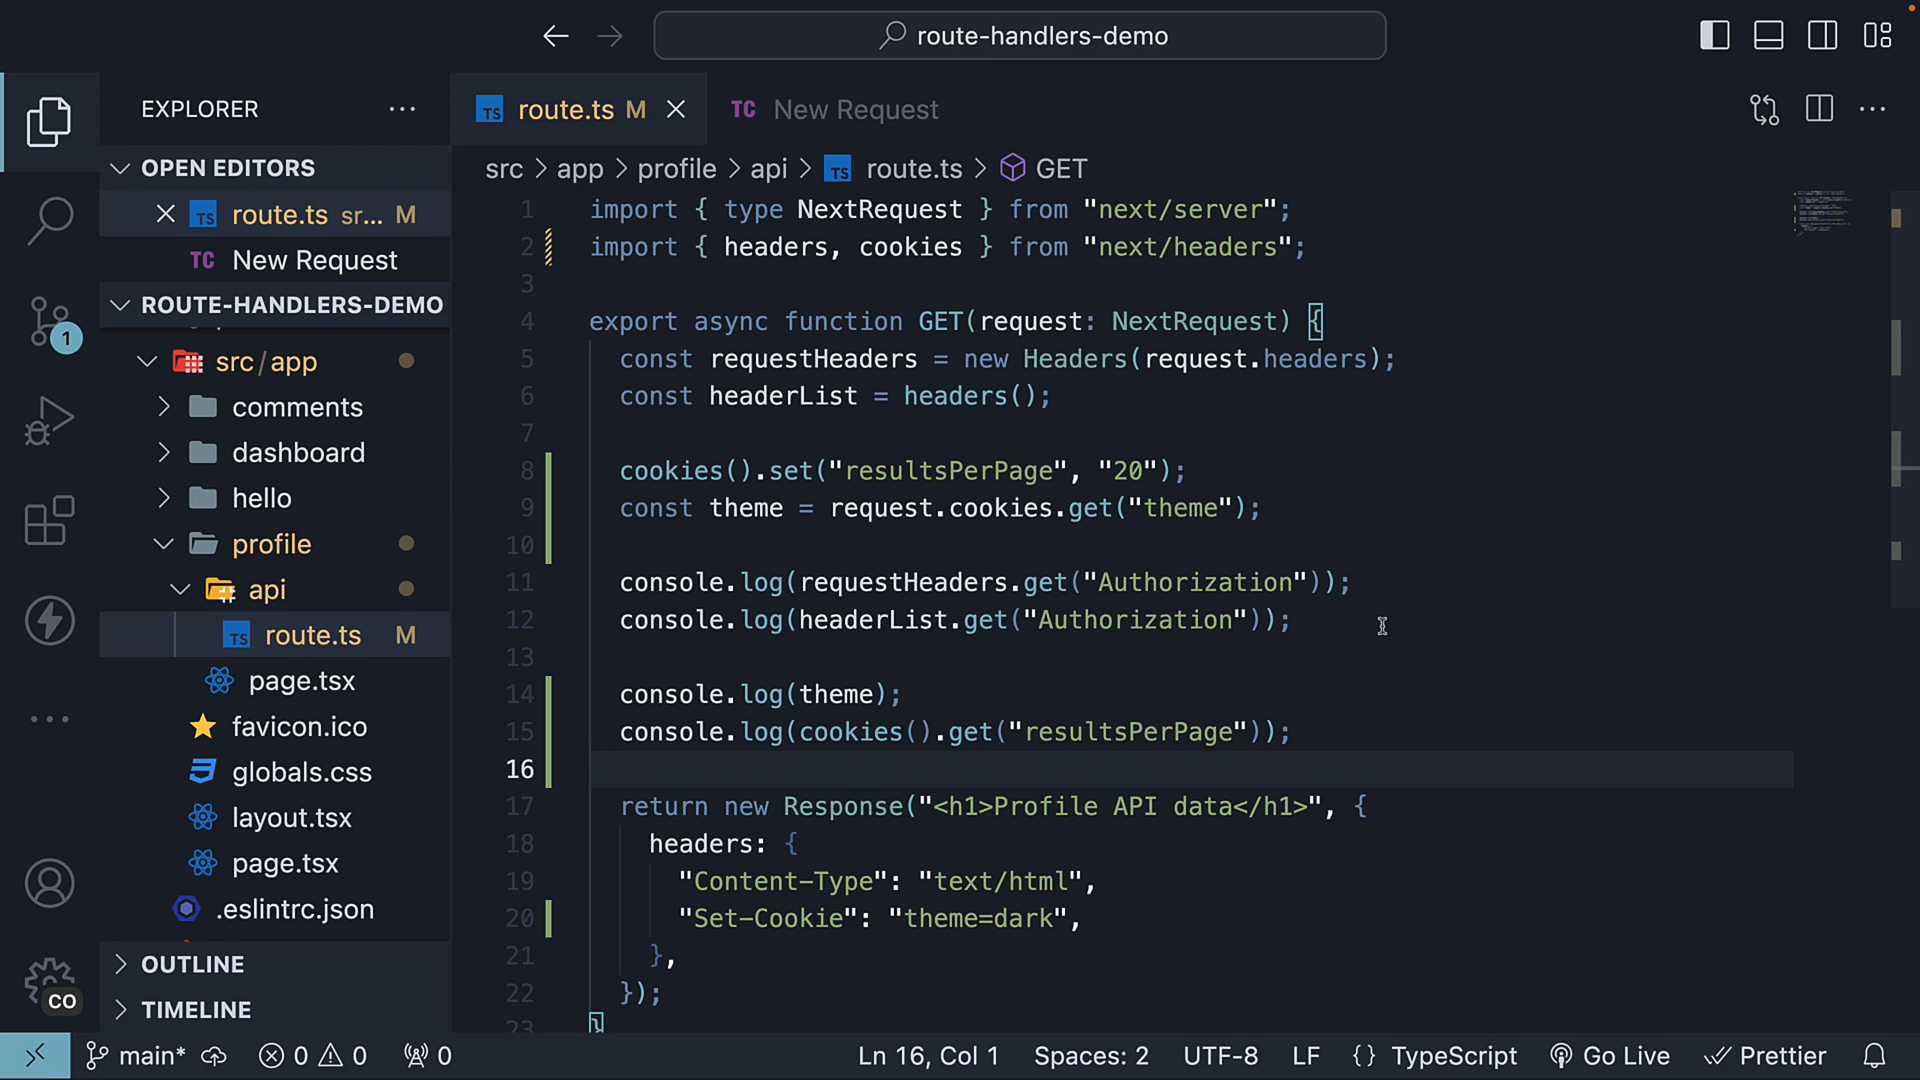 route-handlers-demo
EXPLORER
TS route.ts M
TC New Request
OPEN EDITORS
TS route.ts sr... M
TC New Request
ROUTE-HANDLERS-DEMO
1
src/app
comments
dashboard
hello
profile
api
TS route.ts M
page.tsx
favicon.ico
globals.css
layout.tsx
page.tsx
.eslintrc.json
OUTLINE
TIMELINE
CO
src > app > profile > api > TS route.ts > GET
1 import { type NextRequest } from "next/server";
2 import { headers, cookies } from "next/headers";
3
4 export async function GET(request: NextRequest) {
5 const requestHeaders = new Headers(request.headers);
6 const headerList = headers();
7
8 cookies().set("resultsPerPage", "20");
9 const theme = request.cookies.get("theme");
10
11 console.log(requestHeaders.get("Authorization"));
12 console.log(headerList.get("Authorization"));
13
14 console.log(theme);
15 console.log(cookies().get("resultsPerPage"));
16
17 return new Response("<h1>Profile API data</h1>", {
18 headers: {
19 "Content-Type": "text/html",
20 "Set-Cookie": "theme=dark",
21 },
22 });
23 }
main* 0 0 0 Ln 16, Col 1 Spaces: 2 UTF-8 LF {} TypeScript Go Live Prettier